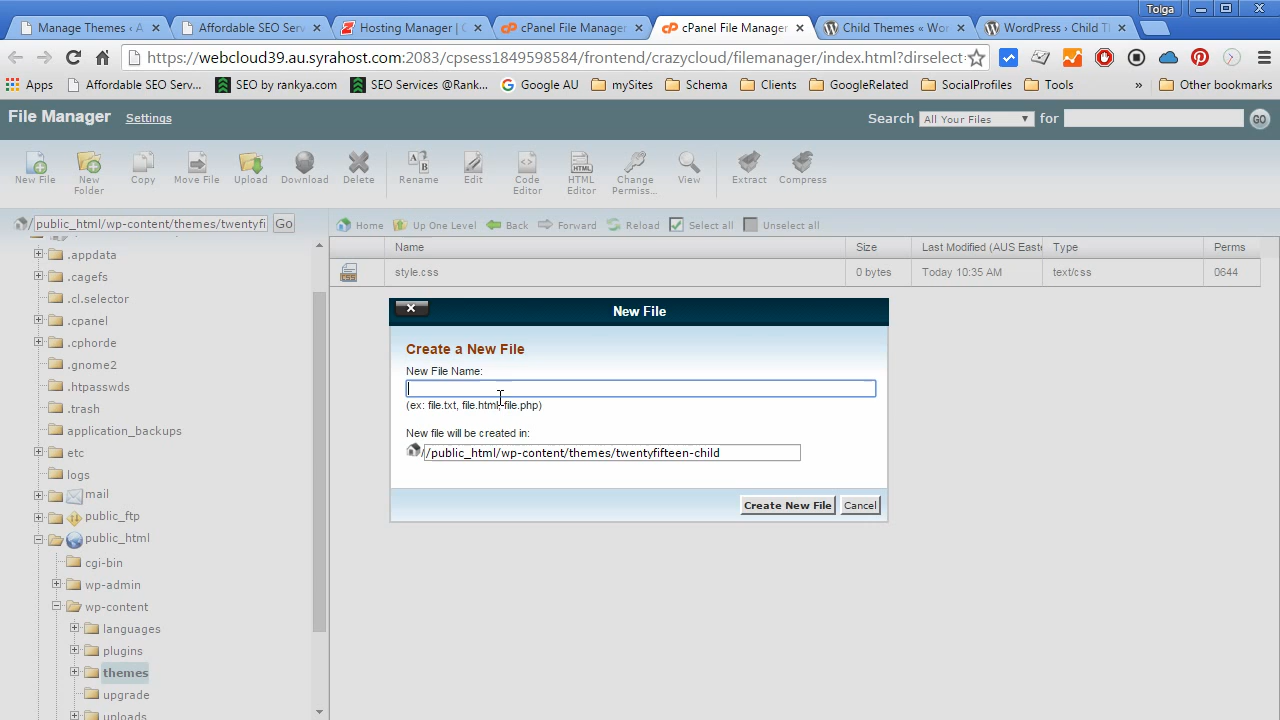 Tolga
Manage Themes ‹ A
Affordable SEO Serv
Hosting Manager | C
cPanel File Manager
cPanel File Manager
Child Themes « Wor
WordPress › Child T
https://webcloud39.au.syrahost.com:2083/cpsess1849598584/frontend/crazycloud/filemanager/index.html?dirselect
Apps
Affordable SEO Serv...
SEO by rankya.com
SEO Services @Rank...
Google AU
mySites
Schema
Clients
GoogleRelated
SocialProfiles
Tools
»
Other bookmarks
File Manager
Settings
Search
All Your Files
for
GO
New File
New Folder
Copy
Move File
Upload
Download
Delete
Rename
Edit
Code Editor
HTML Editor
Change Permiss...
View
Extract
Compress
/ public_html/wp-content/themes/twentyfi
Go
Home
Up One Level
Back
Forward
Reload
Select all
Unselect all
Name
Size
Last Modified (AUS Easte
Type
Perms
style.css
0 bytes
Today 10:35 AM
text/css
0644
.appdata
.cagefs
.cl.selector
.cpanel
.cphorde
.gnome2
.htpasswds
.trash
application_backups
etc
logs
mail
public_ftp
public_html
cgi-bin
wp-admin
wp-content
languages
plugins
themes
upgrade
uploads
New File
Create a New File
New File Name:
(ex: file.txt, file.html, file.php)
New file will be created in:
/ /public_html/wp-content/themes/twentyfifteen-child
Create New File
Cancel